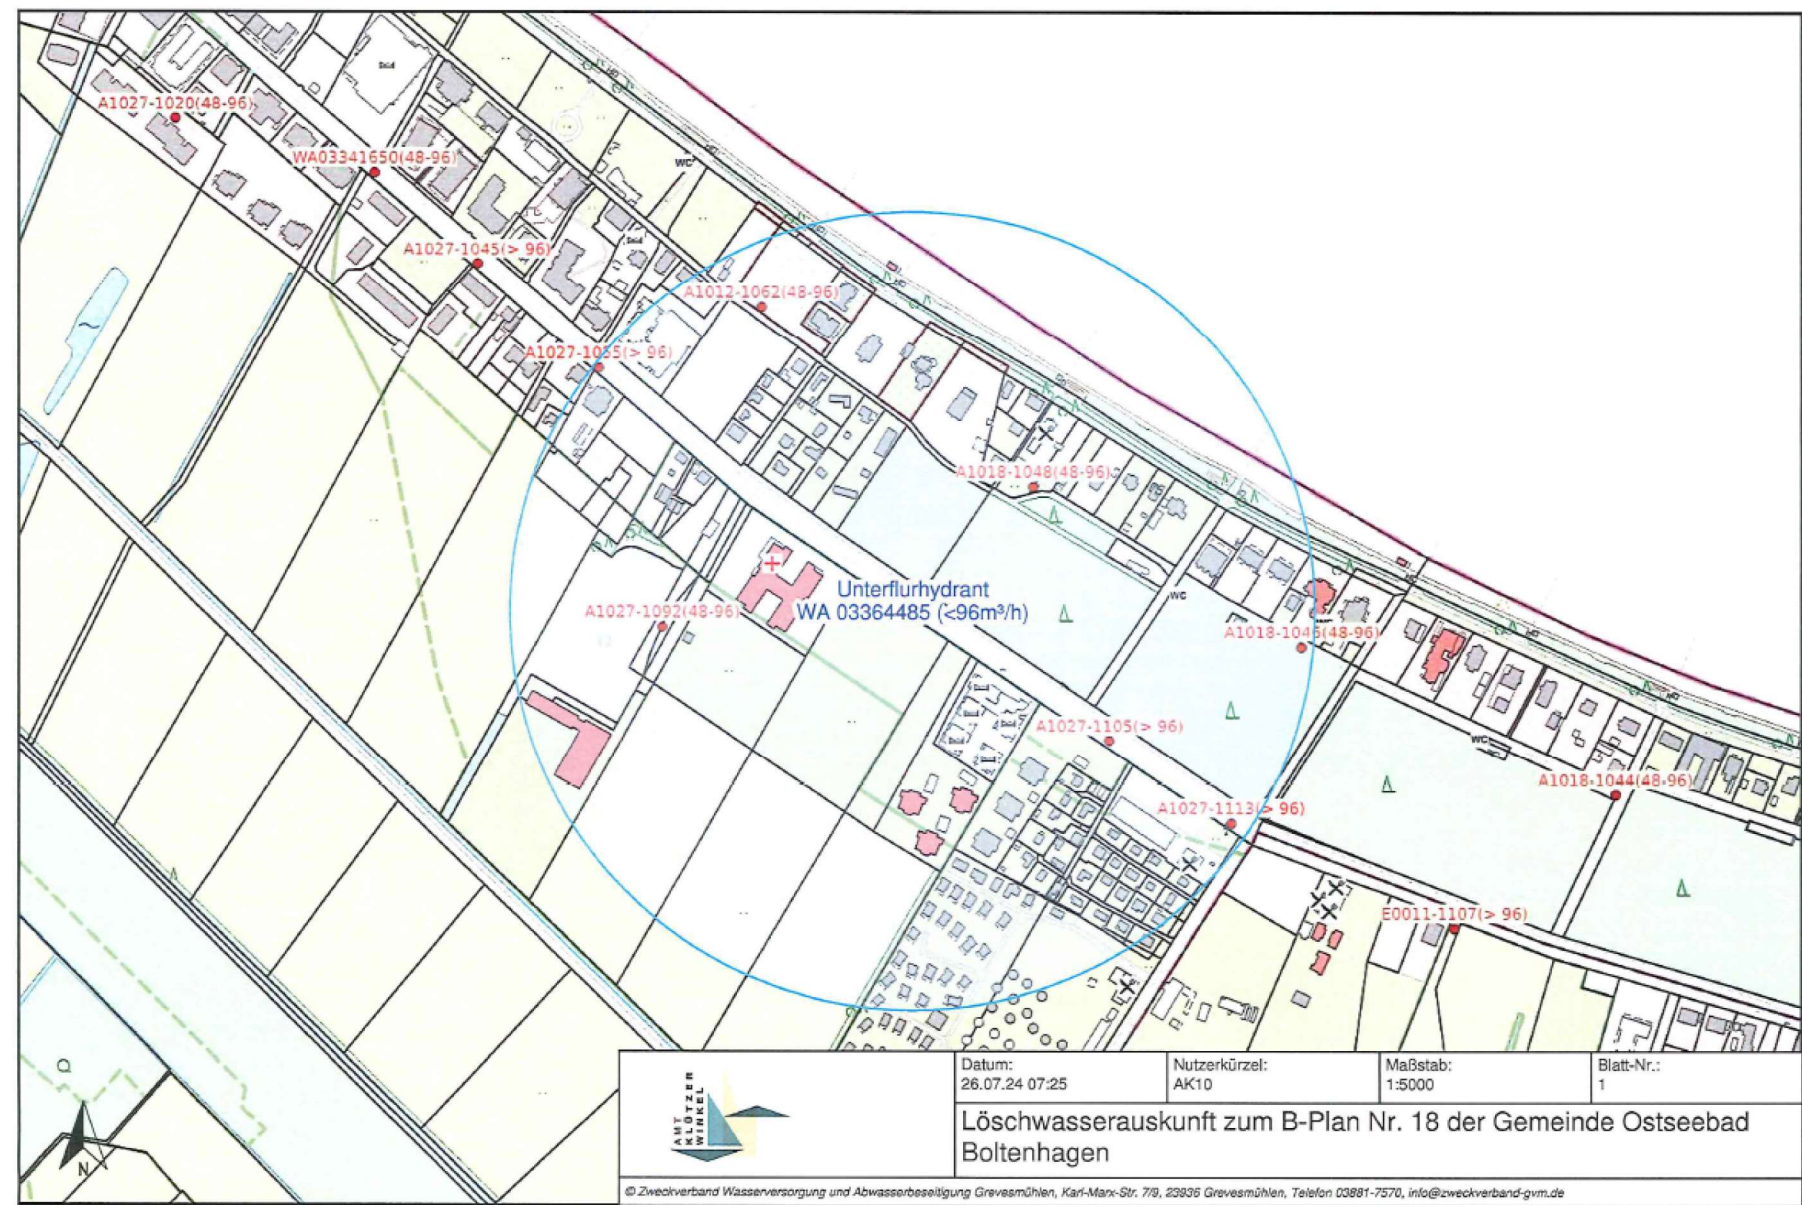 A1027-1020(48-96)
WA03341650(48-96)
WC
A1027-1045(> 96)
A1012-1062(48-96)
A1027-1055(> 96)
A1018-1048(48-96)
Unterflurhydrant
WA 03364485 (<96m³/h)
A1027-1092(48-96)
WC
A1018-1046(48-96)
A1027-1105(> 96)
WC
A1018-1044(48-96)
A1027-1113(> 96)
E0011-1107(> 96)
N
AMT
KLÜTZER
WINKEL
Datum:
26.07.24 07:25
Nutzerkürzel:
AK10
Maßstab:
1:5000
Blatt-Nr.:
1
Löschwasserauskunft zum B-Plan Nr. 18 der Gemeinde Ostseebad
Boltenhagen
© Zweckverband Wasserversorgung und Abwasserbeseitigung Grevesmühlen, Karl-Marx-Str. 7/9, 23936 Grevesmühlen, Telefon 03881-7570, info@zweckverband-gvm.de